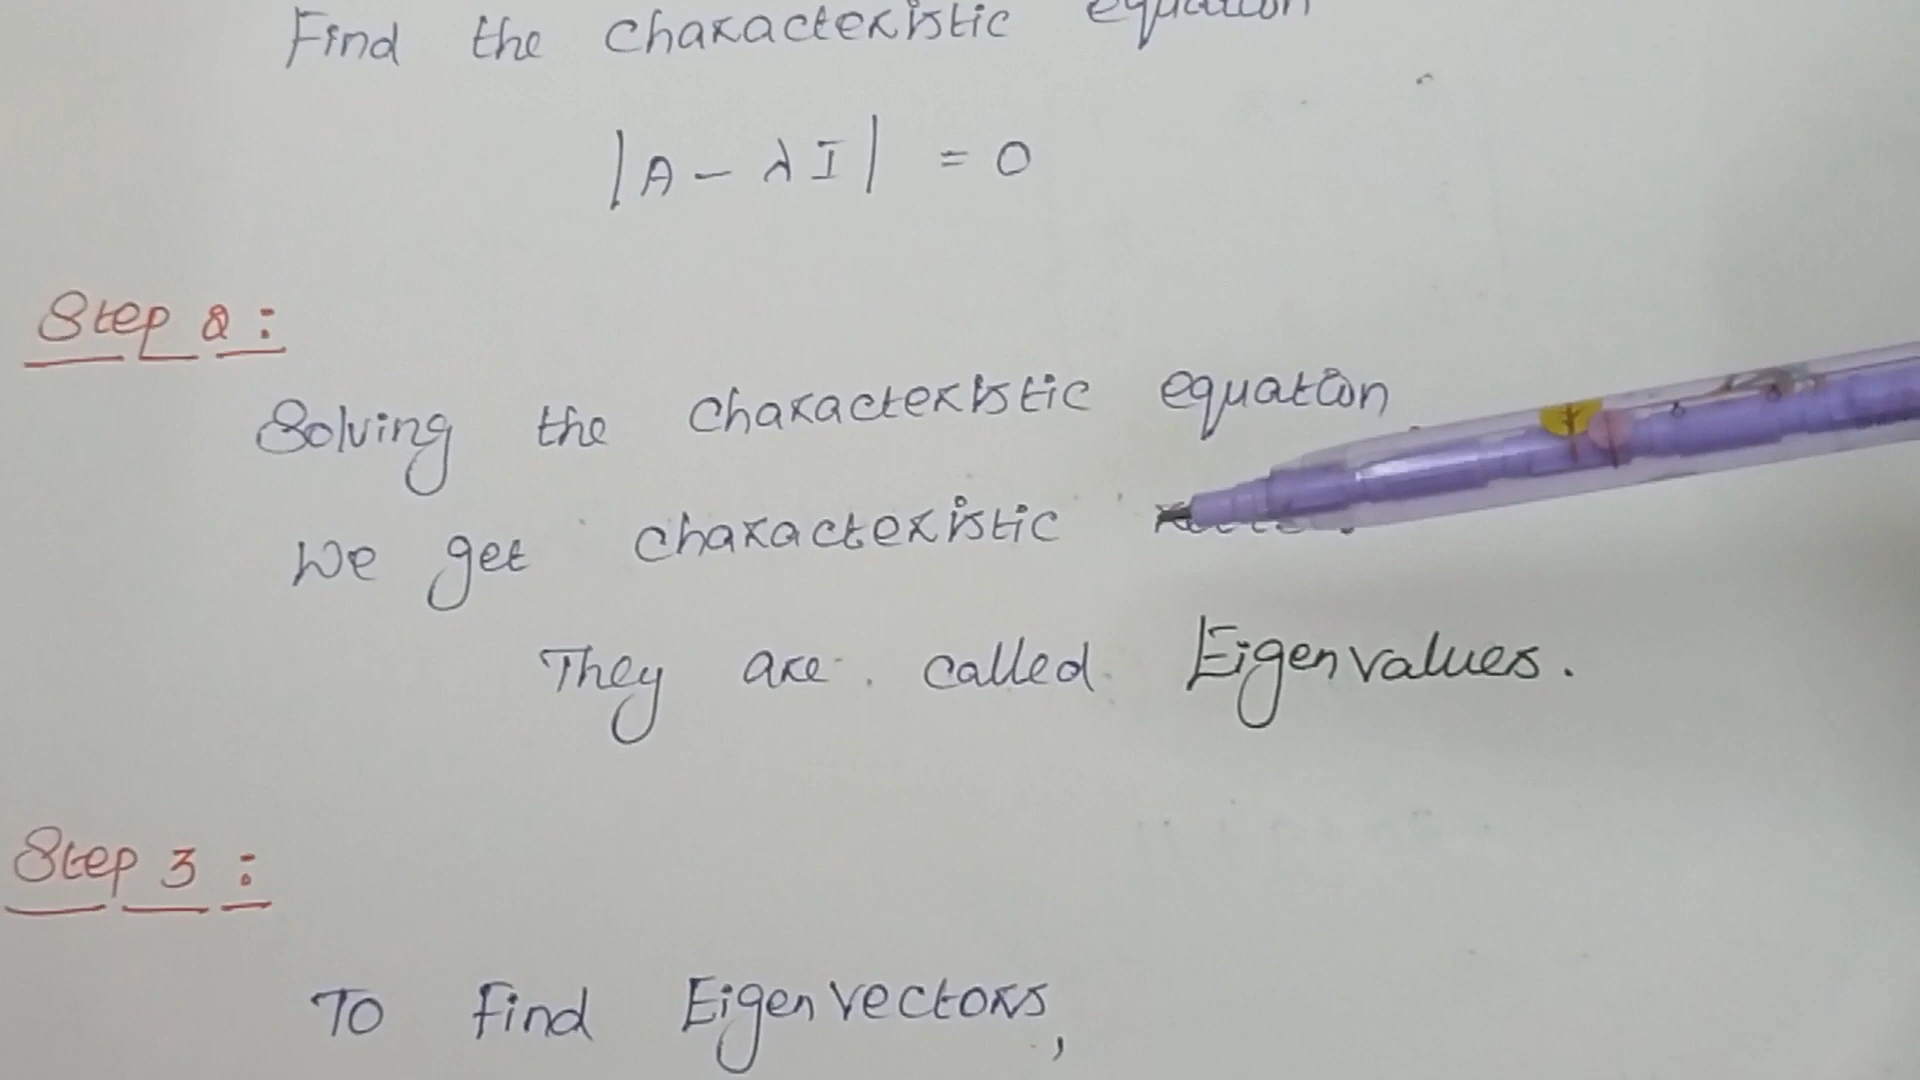 Find the characteristic equation
|A - λI| = 0
Step 2:
Solving the characteristic equation
We get characteristic
They are called Eigenvalues.
Step 3:
To find Eigenvectors,